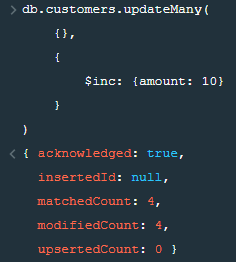 > db.customers.updateMany(
{},
{
$inc: {amount: 10}
}
)
< { acknowledged: true,
insertedId: null,
matchedCount: 4,
modifiedCount: 4,
upsertedCount: 0 }